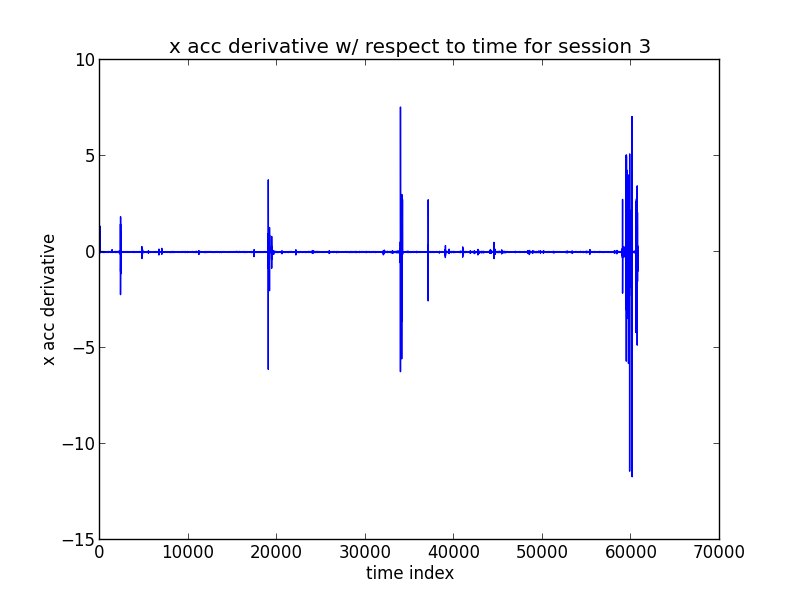 x acc derivative w/ respect to time for session 3
10
5
0
−5
−10
−15
x acc derivative
0 10000 20000 30000 40000 50000 60000 70000
time index